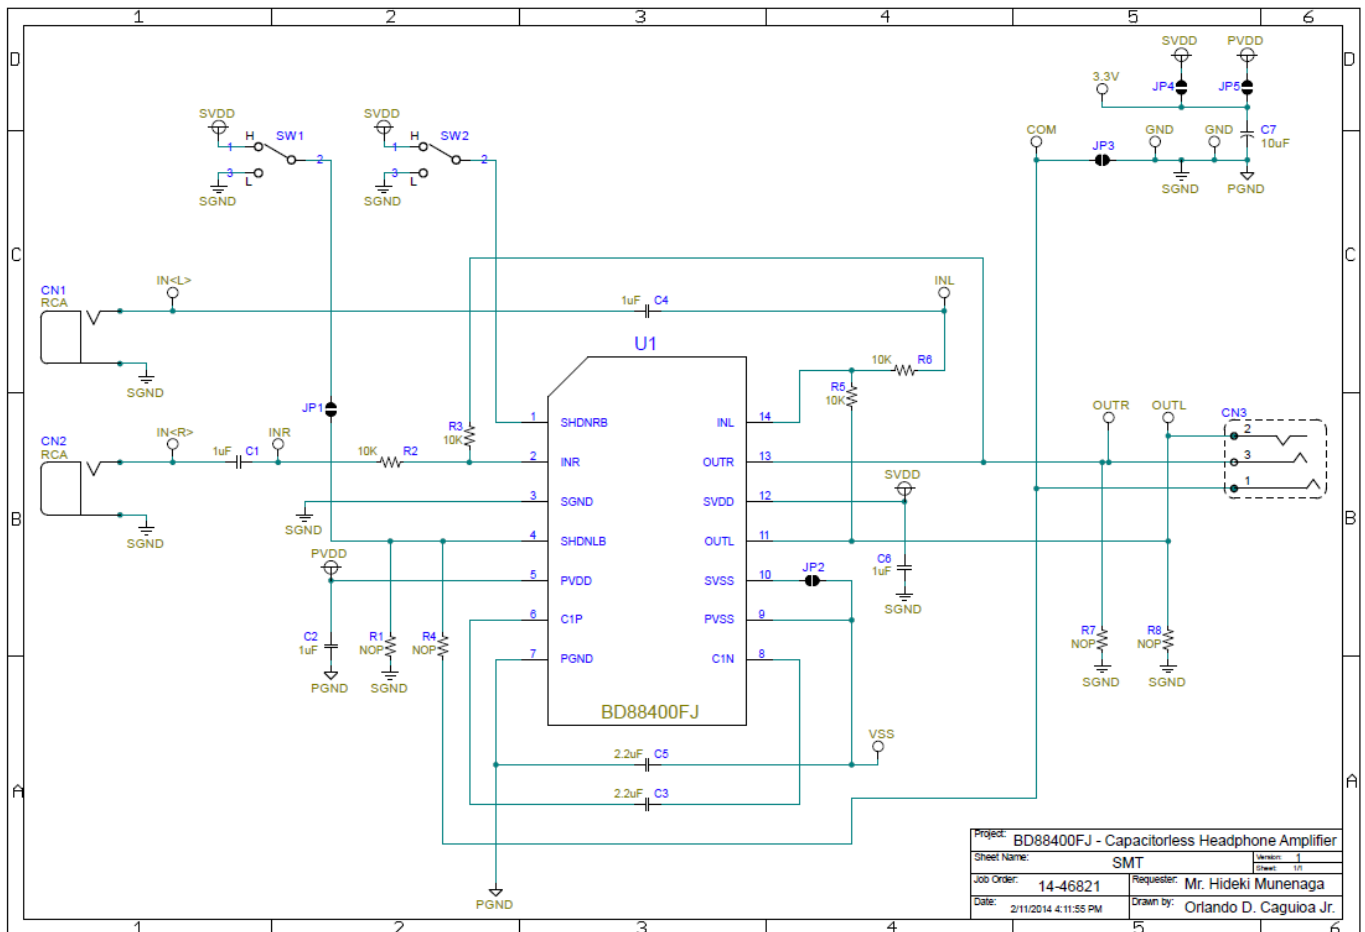 1 2 3 4 5 6
D D
SVDD PVDD
3.3V
JP4 JP5
SVDD SVDD
H SW1 H SW2
1 2 1 2
3 3
L L
SGND SGND
COM GND GND C7
10uF
JP3
SGND PGND
C C
CN1
RCA
IN<L>
1uF C4
INL
SGND
U1
10K R6
R5
10K
JP1
CN2
RCA
IN<R>
1uF C1
INR
10K R2
R3
10K
SGND
SGND
1 SHDNRB
2 INR
3 SGND
4 SHDNLB
5 PVDD
6 C1P
7 PGND
INL 14
OUTR 13
SVDD 12
OUTL 11
SVSS 10
PVSS 9
C1N 8
BD88400FJ
OUTR OUTL CN3
2
3
1
SVDD
B B
PVDD
JP2
C6
1uF
SGND
C2
1uF
R1
NOP
R4
NOP
R7
NOP
R8
NOP
PGND SGND
SGND SGND
VSS
2.2uF C5
2.2uF C3
A A
PGND
Project: BD88400FJ - Capacitorless Headphone Amplifier
Sheet Name: SMT Version: 1
Sheet: 1/1
Job Order: 14-46821 Requester: Mr. Hideki Munenaga
Date: 2/11/2014 4:11:55 PM Drawn by: Orlando D. Caguioa Jr.
1 2 3 4 5 6